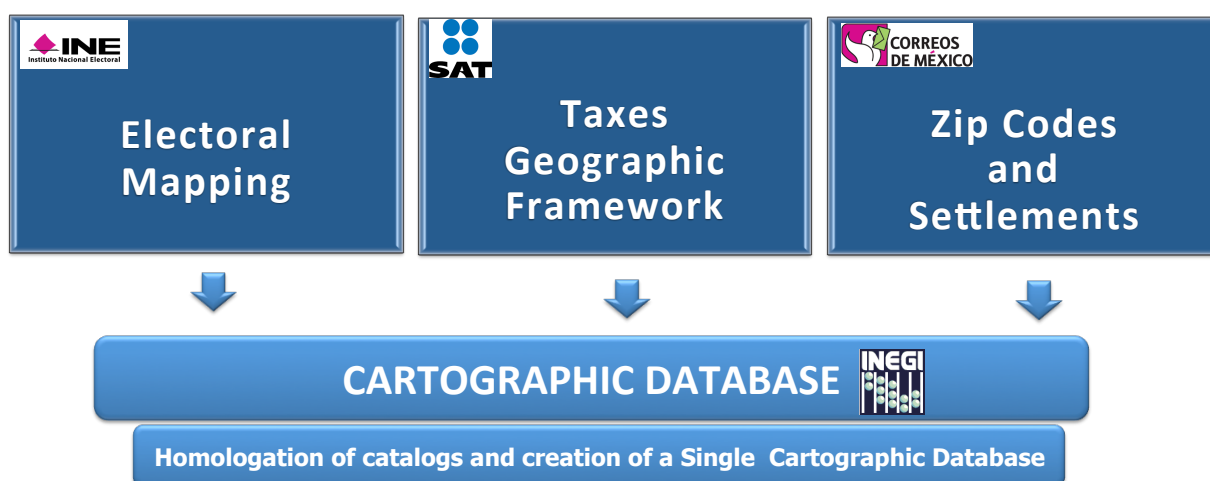 INE
Instituto Nacional Electoral
Electoral
Mapping
SAT
Taxes
Geographic
Framework
CORREOS
DE MÉXICO
Zip Codes
and
Settlements
CARTOGRAPHIC DATABASE
INEGI
Homologation of catalogs and creation of a Single Cartographic Database